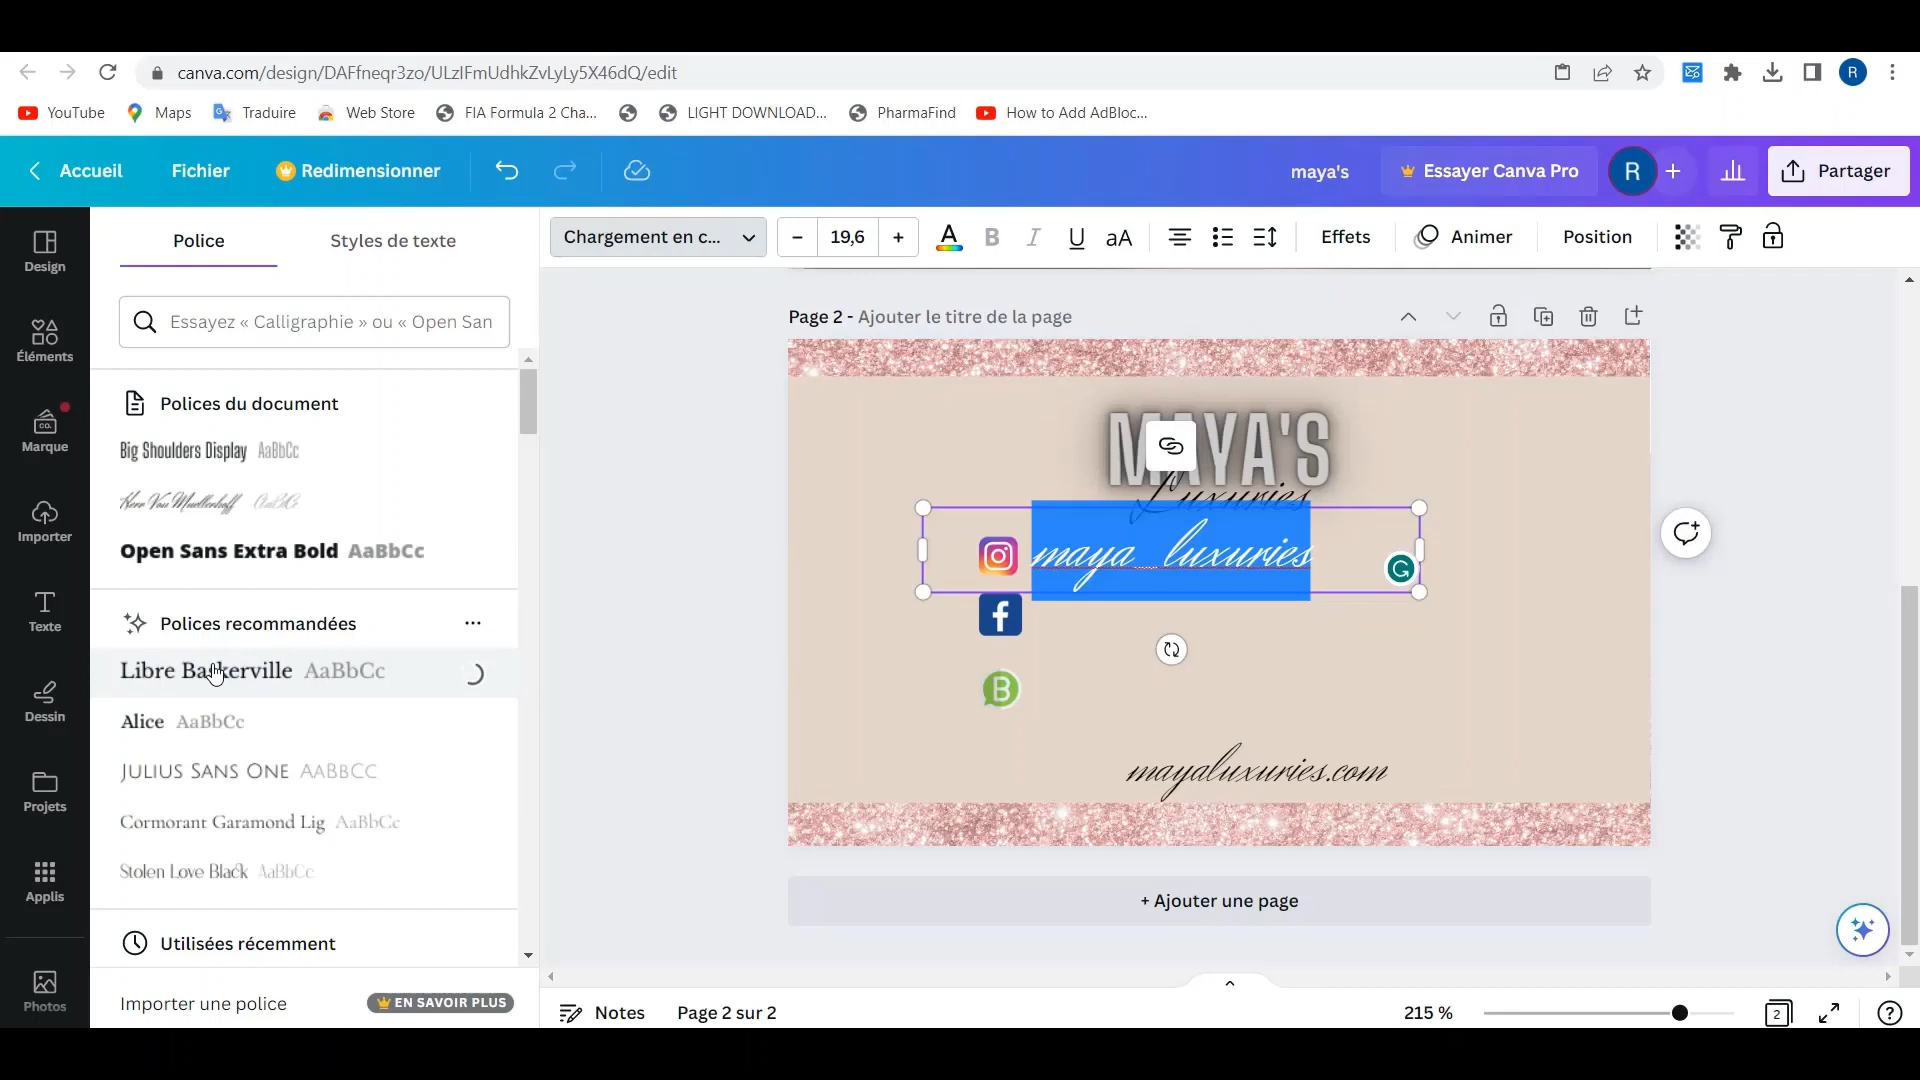 canva.com/design/DAFfneqr3zo/ULzIFmUdhkZvLyLy5X46dQ/edit
R
YouTube
Maps
Traduire
Web Store
FIA Formula 2 Cha...
LIGHT DOWNLOAD...
PharmaFind
How to Add AdBloc...
Accueil
Fichier
Redimensionner
maya's
Essayer Canva Pro
R
+
Partager
Design
Éléments
Marque
Importer
Texte
Dessin
Projets
Applis
Photos
Police
Styles de texte
Essayez « Calligraphie » ou « Open San
Polices du document
Big Shoulders Display AaBbCc
Herr Von Muellerhoff AaBbCc
Open Sans Extra Bold AaBbCc
Polices recommandées
Libre Baskerville AaBbCc
Alice AaBbCc
Julius Sans One AaBbCc
Cormorant Garamond Lig AaBbCc
Stolen Love Black AaBbCc
Utilisées récemment
Importer une police
EN SAVOIR PLUS
Chargement en c...
– 19,6 +
A B I U aA
Effets
Animer
Position
Page 2 - Ajouter le titre de la page
MAYA'S
Luxuries
maya_luxuries
mayaluxuries.com
+ Ajouter une page
Notes
Page 2 sur 2
215 %
2
?